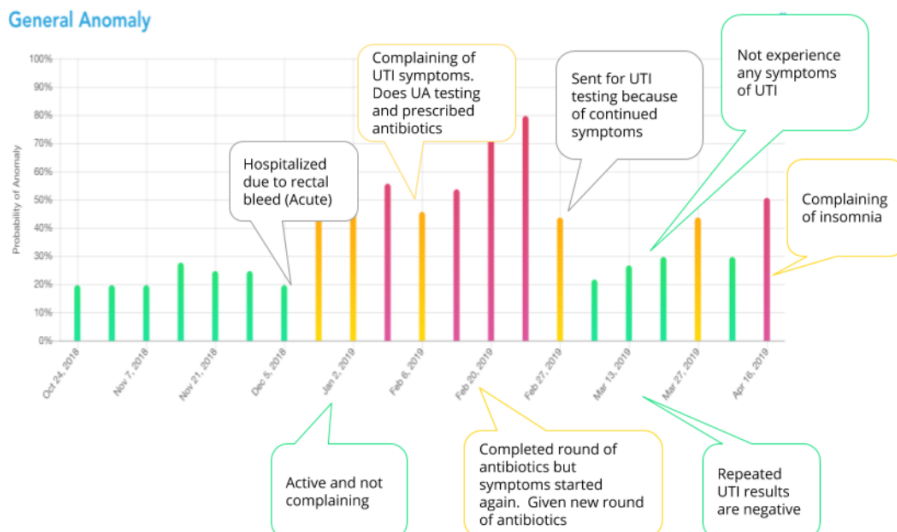 General Anomaly
100%
90%
80%
70%
60%
50%
40%
30%
20%
10%
0%
Probability of Anomaly
Complaining of
UTI symptoms.
Does UA testing
and prescribed
antibiotics
Sent for UTI
testing because
of continued
symptoms
Not experience
any symptoms
of UTI
Hospitalized
due to rectal
bleed (Acute)
Complaining
of insomnia
Oct 24, 2018
Nov 7, 2018
Nov 21, 2018
Dec 5, 2018
Jan 2, 2019
Feb 6, 2019
Feb 20, 2019
Feb 27, 2019
Mar 13, 2019
Mar 27, 2019
Apr 16, 2019
Active and not
complaining
Completed round of
antibiotics but
symptoms started
again. Given new round
of antibiotics
Repeated
UTI results
are negative